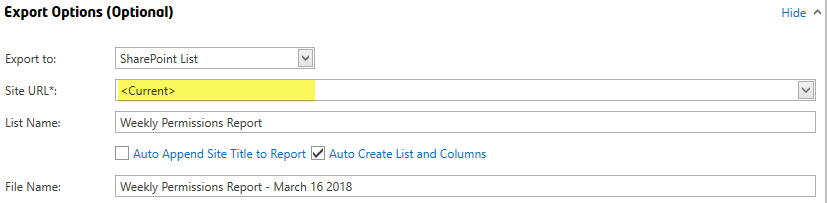 Export Options (Optional) Hide
Export to: SharePoint List
Site URL*: <Current>
List Name: Weekly Permissions Report
Auto Append Site Title to Report Auto Create List and Columns
File Name: Weekly Permissions Report - March 16 2018